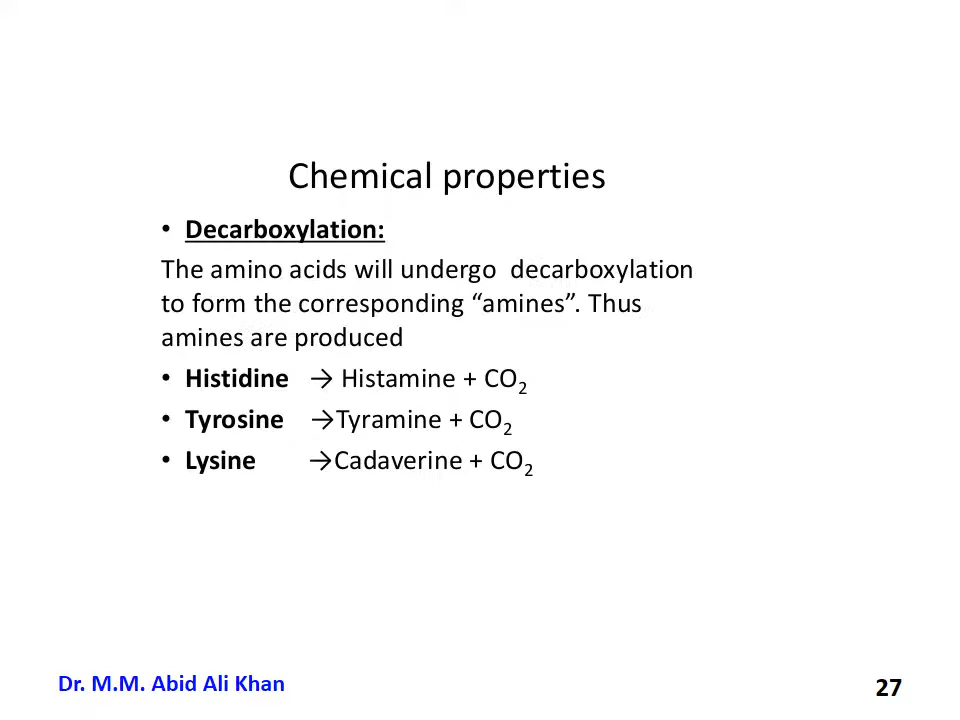 Chemical properties
• Decarboxylation:
The amino acids will undergo decarboxylation
to form the corresponding “amines”. Thus
amines are produced
• Histidine → Histamine + CO₂
• Tyrosine →Tyramine + CO₂
• Lysine →Cadaverine + CO₂
Dr. M.M. Abid Ali Khan
27